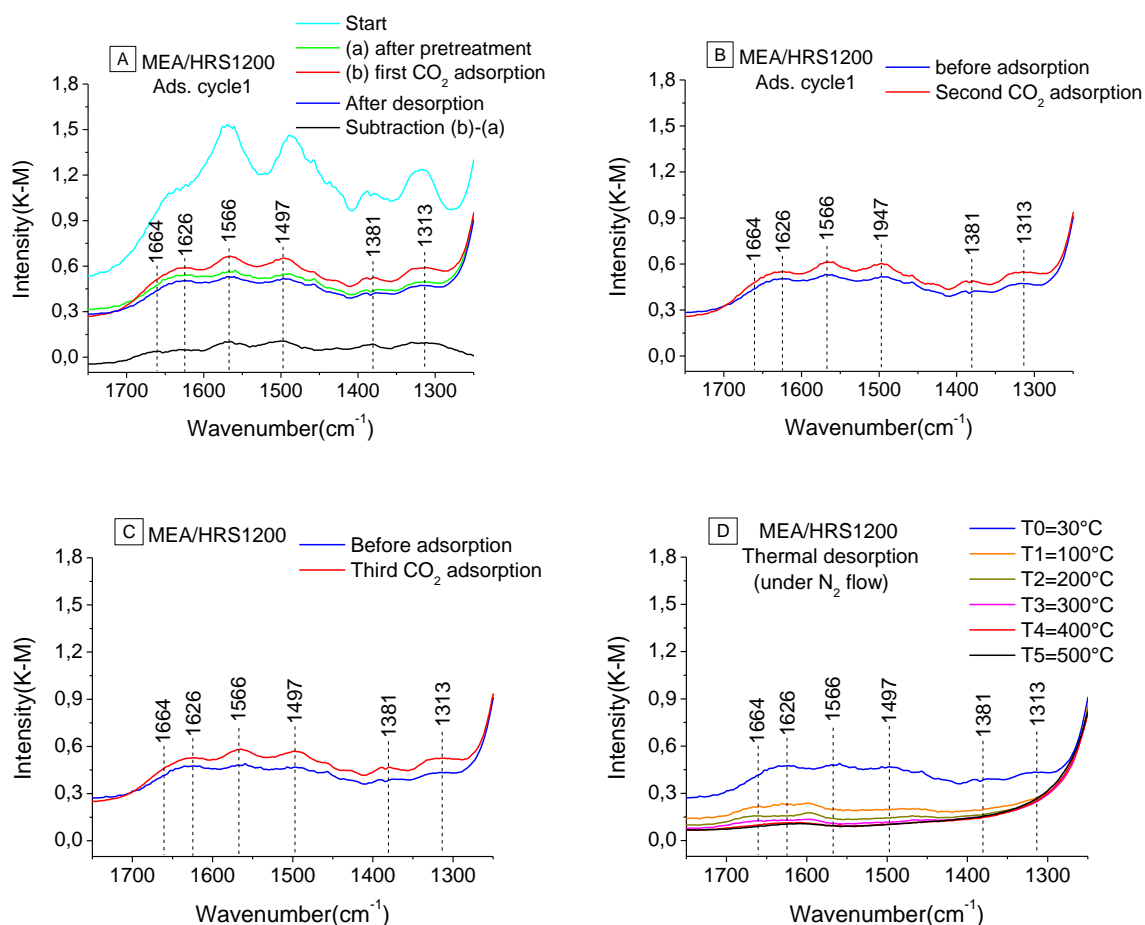 A
MEA/HRS1200
Ads. cycle1
Start
(a) after pretreatment
(b) first CO2 adsorption
After desorption
Subtraction (b)-(a)
1,8
1,5
1,2
0,9
0,6
0,3
0,0
Intensity(K-M)
1664
1626
1566
1497
1381
1313
1700 1600 1500 1400 1300
Wavenumber(cm-1)
B
MEA/HRS1200
Ads. cycle1
before adsorption
Second CO2 adsorption
1,8
1,5
1,2
0,9
0,6
0,3
0,0
Intensity(K-M)
1664
1626
1566
1947
1381
1313
1700 1600 1500 1400 1300
Wavenumber(cm-1)
C
MEA/HRS1200
Before adsorption
Third CO2 adsorption
1,8
1,5
1,2
0,9
0,6
0,3
0,0
Intensity(K-M)
1664
1626
1566
1497
1381
1313
1700 1600 1500 1400 1300
Wavenumber(cm-1)
D
MEA/HRS1200
Thermal desorption
(under N2 flow)
T0=30°C
T1=100°C
T2=200°C
T3=300°C
T4=400°C
T5=500°C
1,8
1,5
1,2
0,9
0,6
0,3
0,0
Intensity(K-M)
1664
1626
1566
1497
1381
1313
1700 1600 1500 1400 1300
Wavenumber(cm-1)